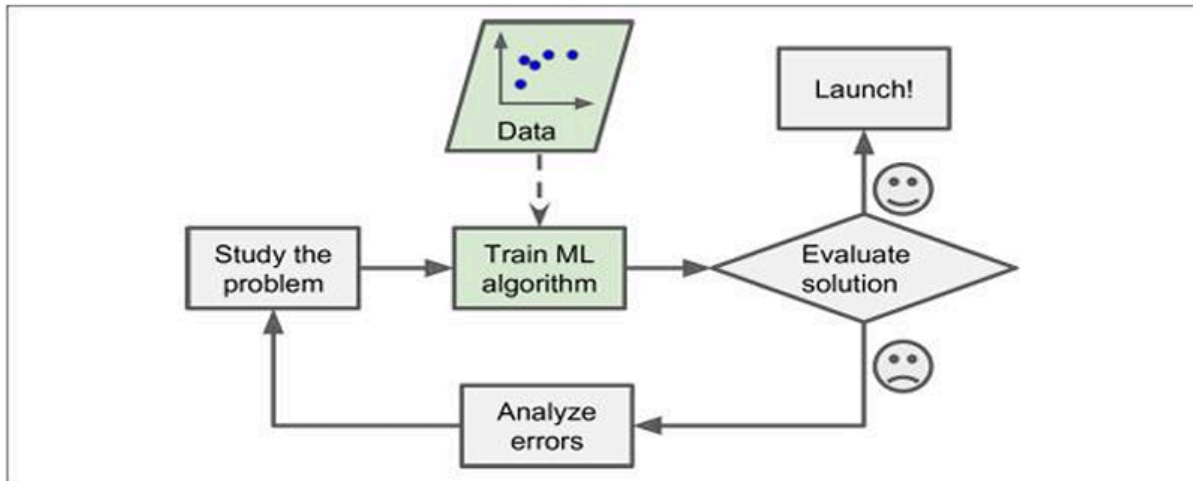 Data
Launch!
Study the
problem
Train ML
algorithm
Evaluate
solution
Analyze
errors